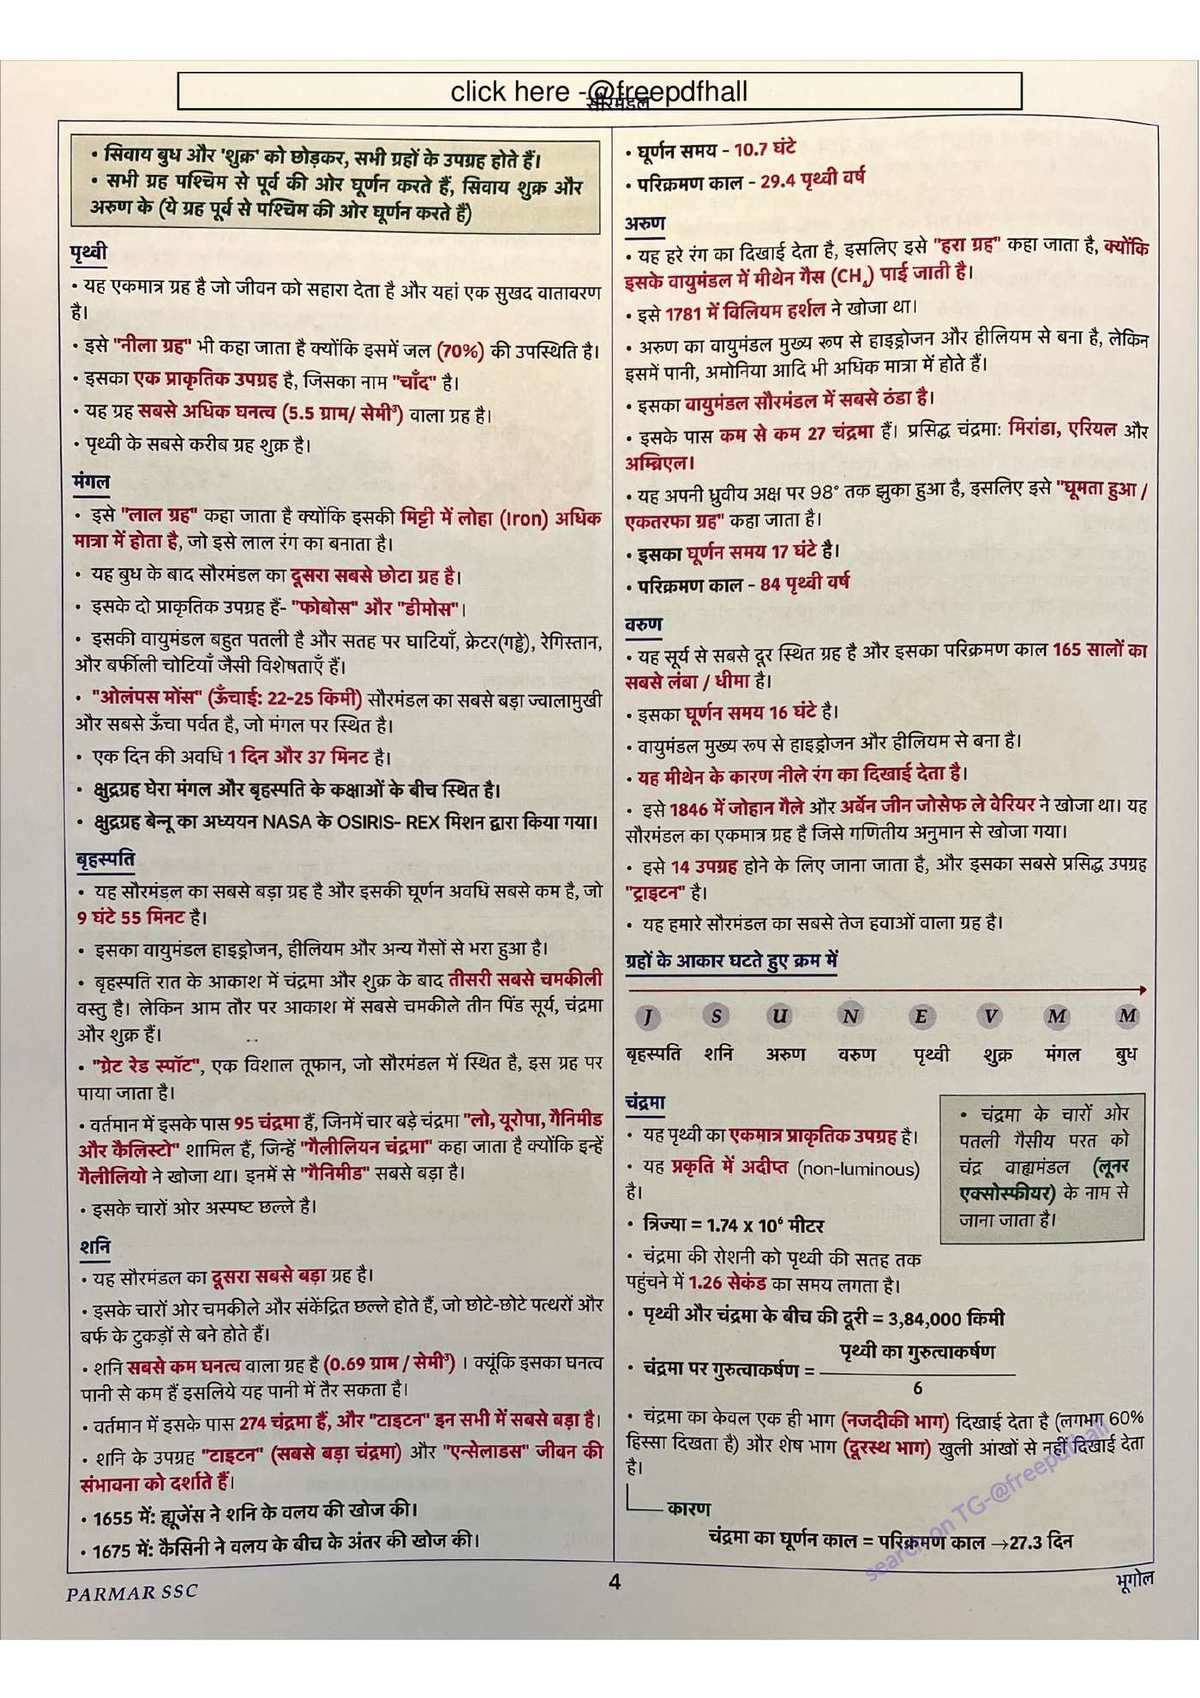 click here -@freepdfhall
सौरमंडल
• सिवाय बुध और 'शुक्र' को छोड़कर, सभी ग्रहों के उपग्रह होते हैं।
• सभी ग्रह पश्चिम से पूर्व की ओर घूर्णन करते हैं, सिवाय शुक्र और
अरुण के (ये ग्रह पूर्व से पश्चिम की ओर घूर्णन करते हैं)
पृथ्वी
• यह एकमात्र ग्रह है जो जीवन को सहारा देता है और यहां एक सुखद वातावरण
है।
• इसे "नीला ग्रह" भी कहा जाता है क्योंकि इसमें जल (70%) की उपस्थिति है।
• इसका एक प्राकृतिक उपग्रह है, जिसका नाम "चाँद" है।
• यह ग्रह सबसे अधिक घनत्व (5.5 ग्राम/ सेमी³) वाला ग्रह है।
• पृथ्वी के सबसे करीब ग्रह शुक्र है।
मंगल
• इसे "लाल ग्रह" कहा जाता है क्योंकि इसकी मिट्टी में लोहा (Iron) अधिक
मात्रा में होता है, जो इसे लाल रंग का बनाता है।
• यह बुध के बाद सौरमंडल का दूसरा सबसे छोटा ग्रह है।
• इसके दो प्राकृतिक उपग्रह हैं- "फोबोस" और "डीमोस"।
• इसकी वायुमंडल बहुत पतली है और सतह पर घाटियाँ, क्रेटर(गड्ढे), रेगिस्तान,
और बर्फीली चोटियाँ जैसी विशेषताएँ हैं।
• "ओलंपस मोंस" (ऊँचाई: 22-25 किमी) सौरमंडल का सबसे बड़ा ज्वालामुखी
और सबसे ऊँचा पर्वत है, जो मंगल पर स्थित है।
• एक दिन की अवधि 1 दिन और 37 मिनट है।
• क्षुद्रग्रह घेरा मंगल और बृहस्पति के कक्षाओं के बीच स्थित है।
• क्षुद्रग्रह बेन्नू का अध्ययन NASA के OSIRIS- REX मिशन द्वारा किया गया।
बृहस्पति
• यह सौरमंडल का सबसे बड़ा ग्रह है और इसकी घूर्णन अवधि सबसे कम है, जो
9 घंटे 55 मिनट है।
• इसका वायुमंडल हाइड्रोजन, हीलियम और अन्य गैसों से भरा हुआ है।
• बृहस्पति रात के आकाश में चंद्रमा और शुक्र के बाद तीसरी सबसे चमकीली
वस्तु है। लेकिन आम तौर पर आकाश में सबसे चमकीले तीन पिंड सूर्य, चंद्रमा
और शुक्र हैं।
• "ग्रेट रेड स्पॉट", एक विशाल तूफान, जो सौरमंडल में स्थित है, इस ग्रह पर
पाया जाता है।
• वर्तमान में इसके पास 95 चंद्रमा हैं, जिनमें चार बड़े चंद्रमा "लो, यूरोपा, गैनिमीड
और कैलिस्टो" शामिल हैं, जिन्हें "गैलीलियन चंद्रमा" कहा जाता है क्योंकि इन्हें
गैलीलियो ने खोजा था। इनमें से "गैनिमीड" सबसे बड़ा है।
• इसके चारों ओर अस्पष्ट छल्ले है।
शनि
• यह सौरमंडल का दूसरा सबसे बड़ा ग्रह है।
• इसके चारों ओर चमकीले और संकेंद्रित छल्ले होते हैं, जो छोटे-छोटे पत्थरों और
बर्फ के टुकड़ों से बने होते हैं।
• शनि सबसे कम घनत्व वाला ग्रह है (0.69 ग्राम / सेमी³) । क्यूंकि इसका घनत्व
पानी से कम हैं इसलिये यह पानी में तैर सकता है।
• वर्तमान में इसके पास 274 चंद्रमा हैं, और "टाइटन" इन सभी में सबसे बड़ा है।
• शनि के उपग्रह "टाइटन" (सबसे बड़ा चंद्रमा) और "एन्सेलाडस" जीवन की
संभावना को दर्शाते हैं।
• 1655 में: ह्यूजेंस ने शनि के वलय की खोज की।
• 1675 में: कैसिनी ने वलय के बीच के अंतर की खोज की।
• घूर्णन समय - 10.7 घंटे
• परिक्रमण काल - 29.4 पृथ्वी वर्ष
अरुण
• यह हरे रंग का दिखाई देता है, इसलिए इसे "हरा ग्रह" कहा जाता है, क्योंकि
इसके वायुमंडल में मीथेन गैस (CH₄) पाई जाती है।
• इसे 1781 में विलियम हर्शल ने खोजा था।
• अरुण का वायुमंडल मुख्य रूप से हाइड्रोजन और हीलियम से बना है, लेकिन
इसमें पानी, अमोनिया आदि भी अधिक मात्रा में होते हैं।
• इसका वायुमंडल सौरमंडल में सबसे ठंडा है।
• इसके पास कम से कम 27 चंद्रमा हैं। प्रसिद्ध चंद्रमा: मिरांडा, एरियल और
अम्ब्रिएल।
• यह अपनी ध्रुवीय अक्ष पर 98° तक झुका हुआ है, इसलिए इसे "घूमता हुआ /
एकतरफा ग्रह" कहा जाता है।
• इसका घूर्णन समय 17 घंटे है।
• परिक्रमण काल - 84 पृथ्वी वर्ष
वरुण
• यह सूर्य से सबसे दूर स्थित ग्रह है और इसका परिक्रमण काल 165 सालों का
सबसे लंबा / धीमा है।
• इसका घूर्णन समय 16 घंटे है।
• वायुमंडल मुख्य रूप से हाइड्रोजन और हीलियम से बना है।
• यह मीथेन के कारण नीले रंग का दिखाई देता है।
• इसे 1846 में जोहान गैले और अर्बेन जीन जोसेफ ले वेरियर ने खोजा था। यह
सौरमंडल का एकमात्र ग्रह है जिसे गणितीय अनुमान से खोजा गया।
• इसे 14 उपग्रह होने के लिए जाना जाता है, और इसका सबसे प्रसिद्ध उपग्रह
"ट्राइटन" है।
• यह हमारे सौरमंडल का सबसे तेज हवाओं वाला ग्रह है।
ग्रहों के आकार घटते हुए क्रम में
J S U N E V M M
बृहस्पति शनि अरुण वरुण पृथ्वी शुक्र मंगल बुध
चंद्रमा
• यह पृथ्वी का एकमात्र प्राकृतिक उपग्रह है।
• यह प्रकृति में अदीप्त (non-luminous)
है।
• त्रिज्या = 1.74 x 10⁶ मीटर
• चंद्रमा की रोशनी को पृथ्वी की सतह तक
पहुंचने में 1.26 सेकंड का समय लगता है।
• चंद्रमा के चारों ओर
पतली गैसीय परत को
चंद्र वाह्यमंडल (लूनर
एक्सोस्फीयर) के नाम से
जाना जाता है।
• पृथ्वी और चंद्रमा के बीच की दूरी = 3,84,000 किमी
पृथ्वी का गुरुत्वाकर्षण
• चंद्रमा पर गुरुत्वाकर्षण =
6
• चंद्रमा का केवल एक ही भाग (नजदीकी भाग) दिखाई देता है (लगभग 60%
हिस्सा दिखता है) और शेष भाग (दूरस्थ भाग) खुली आंखों से नहीं दिखाई देता
है।
कारण
चंद्रमा का घूर्णन काल = परिक्रमण काल →27.3 दिन
search on TG-@freepdfhall
PARMAR SSC
4
भूगोल